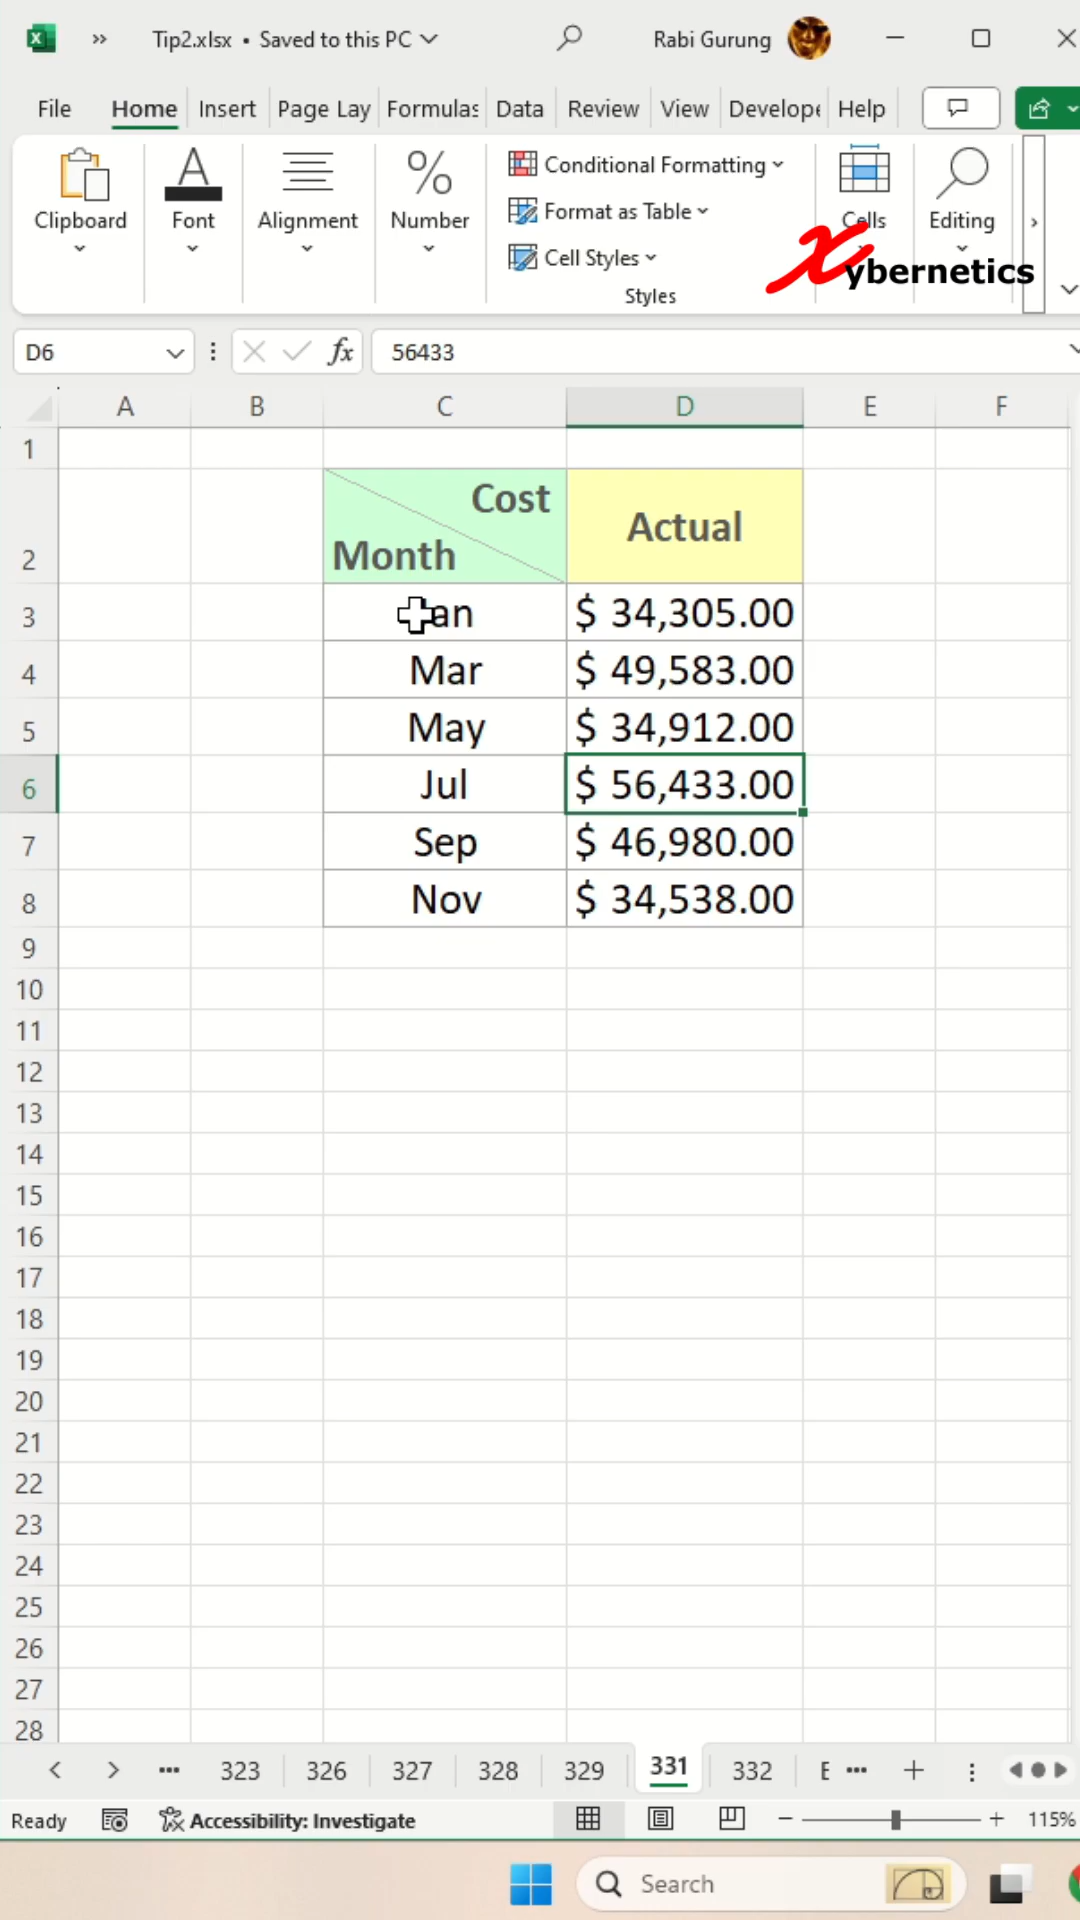 Tip2.xlsx • Saved to this PC
Rabi Gurung
File Home Insert Page Lay Formulas Data Review View Develope Help
Clipboard
Font
Alignment
%
Number
Conditional Formatting
Format as Table
Cell Styles
Styles
Cells
Editing
Xybernetics
D6
fx
56433
A B C D E F
1
2 Month Cost Actual
3 Jan $ 34,305.00
4 Mar $ 49,583.00
5 May $ 34,912.00
6 Jul $ 56,433.00
7 Sep $ 46,980.00
8 Nov $ 34,538.00
9
10
11
12
13
14
15
16
17
18
19
20
21
22
23
24
25
26
27
28
323 326 327 328 329 331 332 E
Ready
Accessibility: Investigate
115%
Search